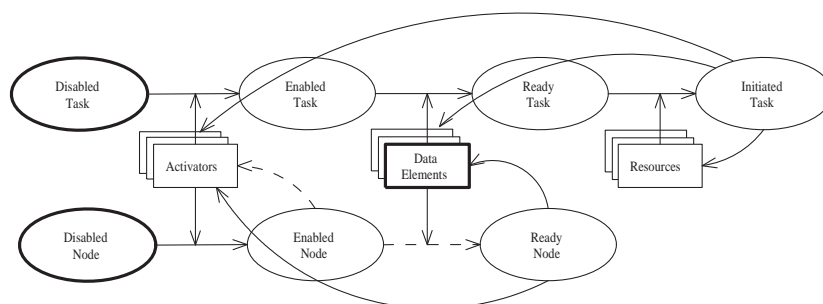 Disabled
Task
Enabled
Task
Ready
Task
Initiated
Task
Activators
Data
Elements
Resources
Disabled
Node
Enabled
Node
Ready
Node